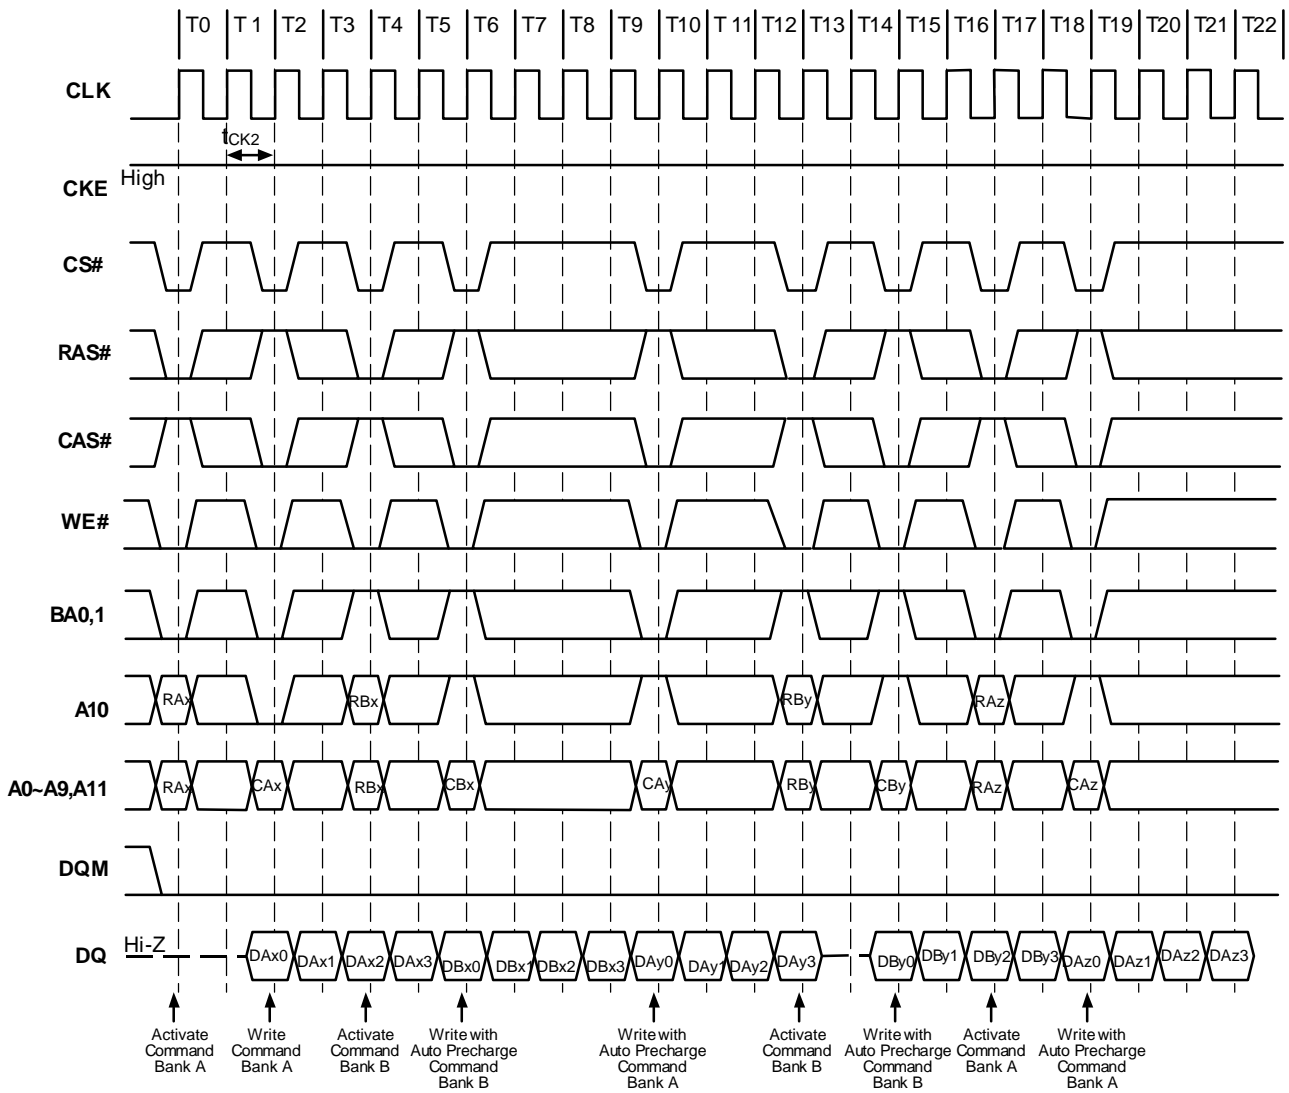 T0 T1 T2 T3 T4 T5 T6 T7 T8 T9 T10 T11 T12 T13 T14 T15 T16 T17 T18 T19 T20 T21 T22
CLK
tCK2
High
CKE
CS#
RAS#
CAS#
WE#
BA0,1
RAx RBx RBy RAz
A10
A0~A9,A11 RAx CAx RBx CBx CAy RBy CBy RAz CAz
DQM
Hi-Z
DQ DAx0 DAx1 DAx2 DAx3 DBx0 DBx1 DBx2 DBx3 DAy0 DAy1 DAy2 DAy3 DBy0 DBy1 DBy2 DBy3 DAz0 DAz1 DAz2 DAz3
Activate
Command
Bank A
Write
Command
Bank A
Activate
Command
Bank B
Write with
Auto Precharge
Command
Bank B
Write with
Auto Precharge
Command
Bank A
Activate
Command
Bank B
Write with
Auto Precharge
Command
Bank B
Activate
Command
Bank A
Write with
Auto Precharge
Command
Bank A